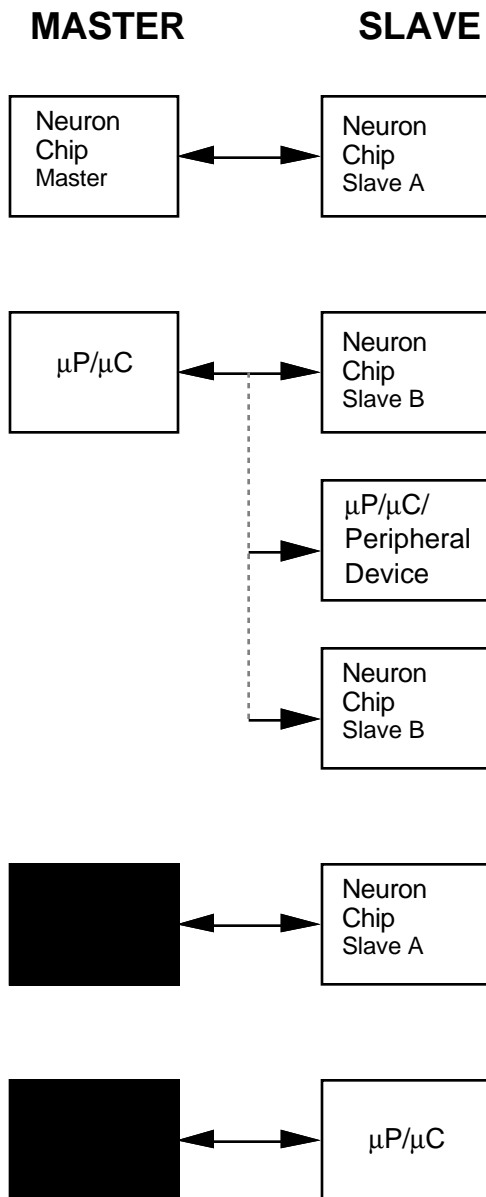 MASTER SLAVE
Neuron
Chip
Master
Neuron
Chip
Slave A
μP/μC
Neuron
Chip
Slave B
μP/μC/
Peripheral
Device
Neuron
Chip
Slave B
Neuron
Chip
Slave A
μP/μC